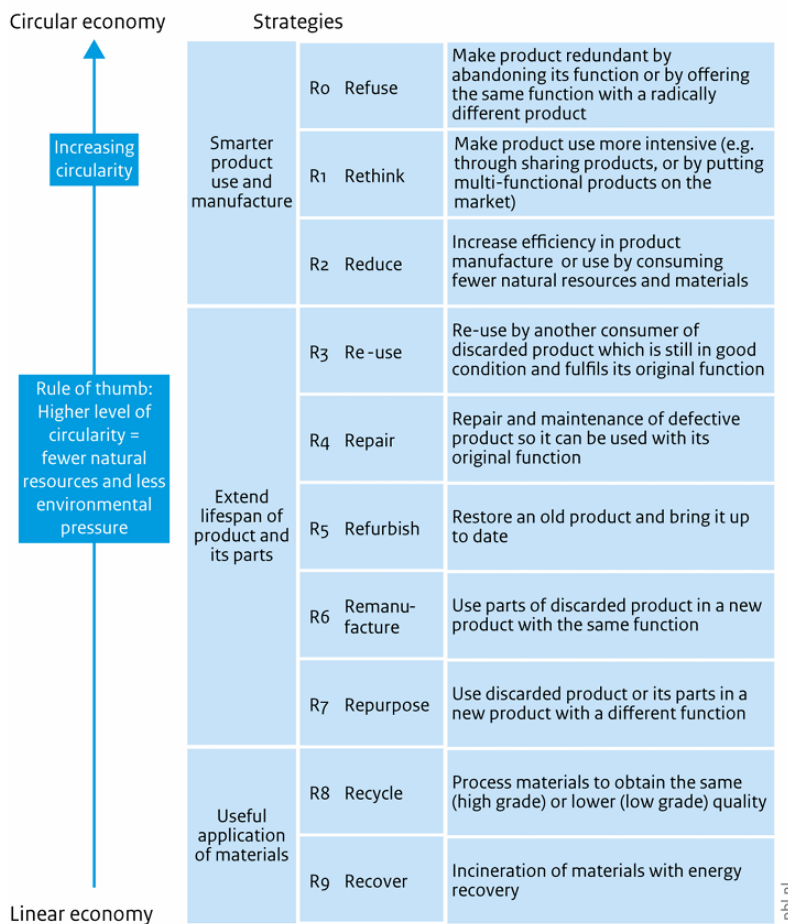 Circular economy
Strategies
Increasing
circularity
Rule of thumb:
Higher level of
circularity =
fewer natural
resources and less
environmental
pressure
Linear economy
Smarter
product
use and
manufacture
R0 Refuse
Make product redundant by
abandoning its function or by offering
the same function with a radically
different product
R1 Rethink
Make product use more intensive (e.g.
through sharing products, or by putting
multi-functional products on the
market)
R2 Reduce
Increase efficiency in product
manufacture or use by consuming
fewer natural resources and materials
Extend
lifespan of
product and
its parts
R3 Re-use
Re-use by another consumer of
discarded product which is still in good
condition and fulfils its original function
R4 Repair
Repair and maintenance of defective
product so it can be used with its
original function
R5 Refurbish
Restore an old product and bring it up
to date
R6 Remanu-
facture
Use parts of discarded product in a new
product with the same function
R7 Repurpose
Use discarded product or its parts in a
new product with a different function
Useful
application
of materials
R8 Recycle
Process materials to obtain the same
(high grade) or lower (low grade) quality
R9 Recover
Incineration of materials with energy
recovery
pbl.nl